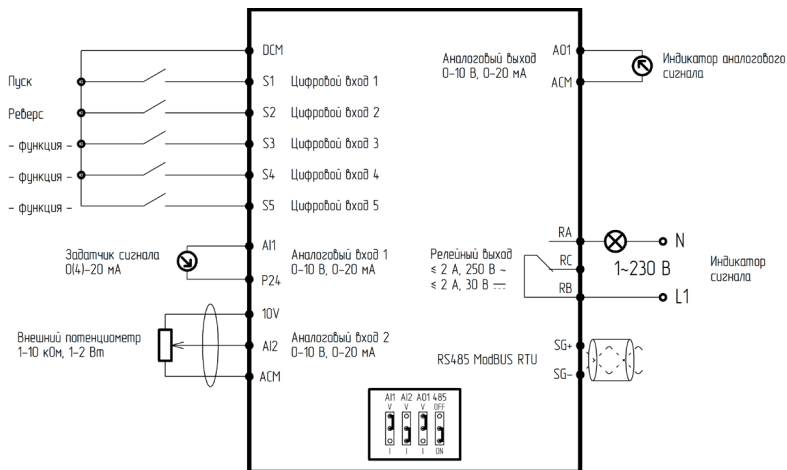 DCM
Пуск
S1 Цифровой вход 1
Реверс
S2 Цифровой вход 2
- функция -
S3 Цифровой вход 3
- функция -
S4 Цифровой вход 4
- функция -
S5 Цифровой вход 5
Задатчик сигнала
0(4)-20 мА
AI1
Аналоговый вход 1
0-10 В, 0-20 мА
P24
Внешний потенциометр
1-10 кОм, 1-2 Вт
10V
AI2
Аналоговый вход 2
0-10 В, 0-20 мА
ACM
Аналоговый выход
0-10 В, 0-20 мА
AO1
ACM
Индикатор аналогового
сигнала
Релейный выход
≤ 2 А, 250 В ~
≤ 2 А, 30 В ⎓
RA
RC
RB
N
1~230 В
L1
Индикатор
сигнала
RS485 ModBUS RTU
SG+
SG-
AI1 AI2 AO1 485
V V V OFF
I I I ON